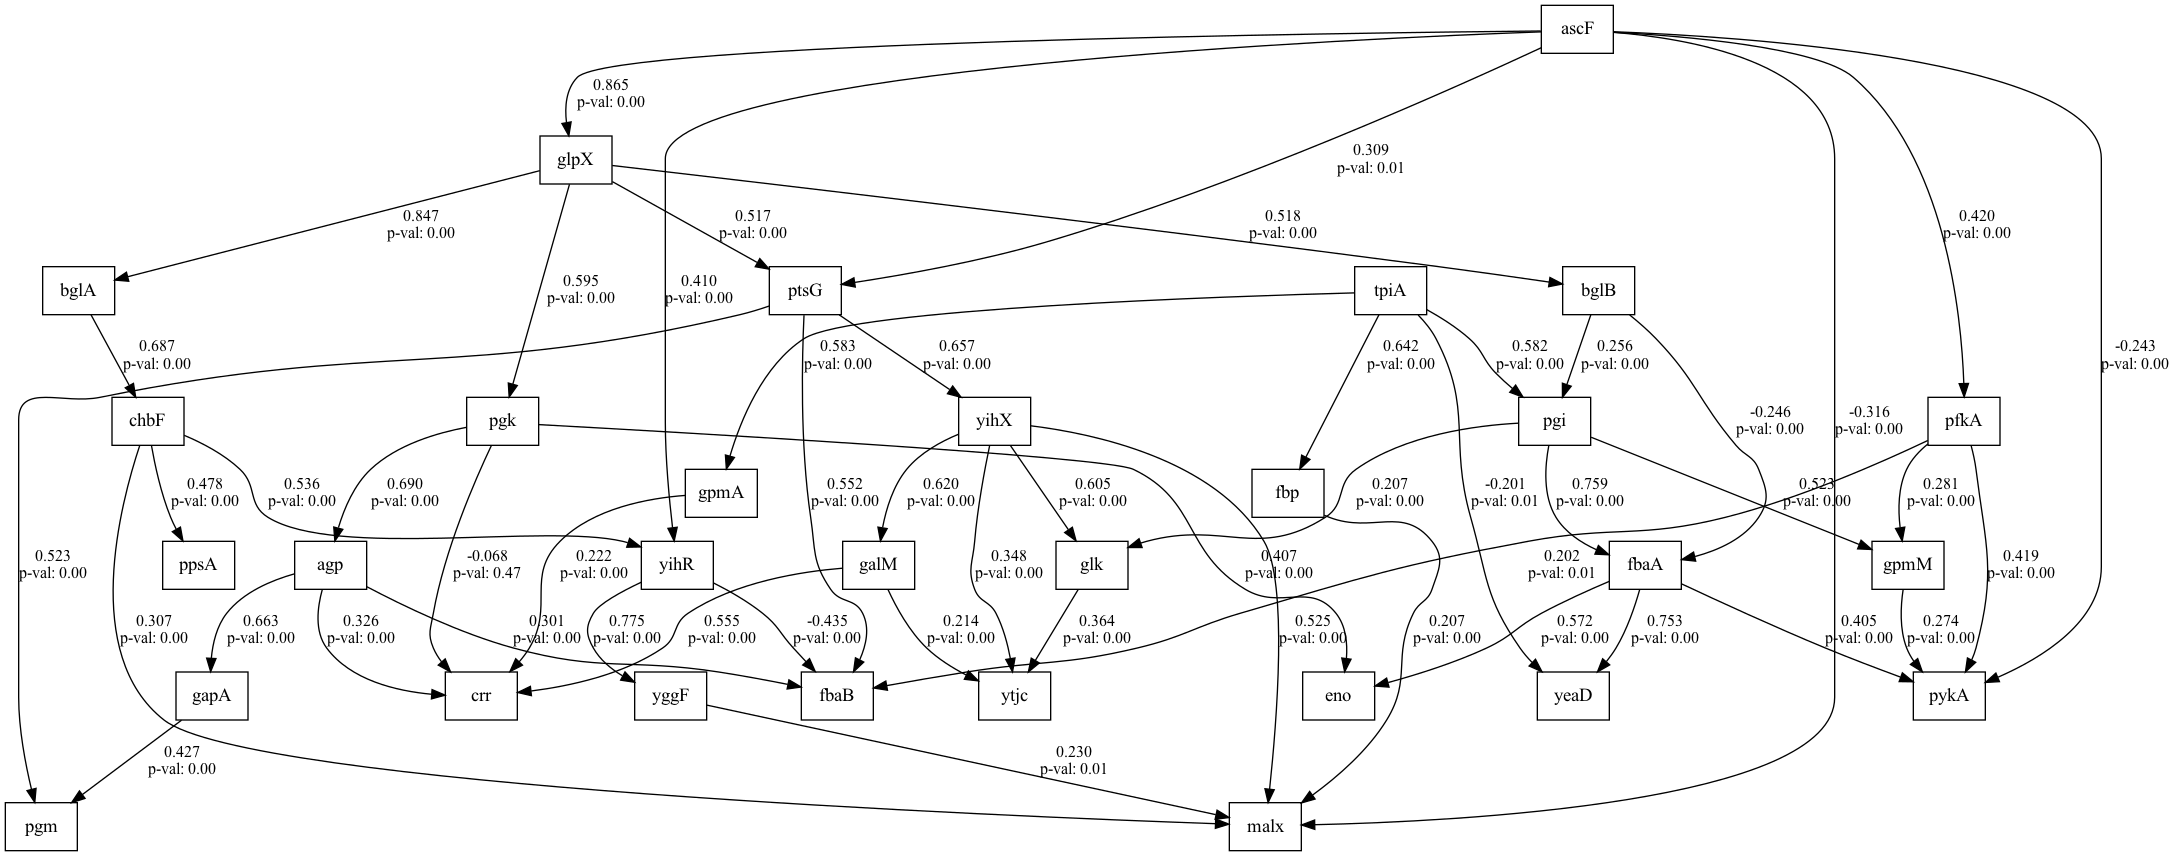 ascF
0.865
p-val: 0.00
glpX
0.309
p-val: 0.01
0.847
p-val: 0.00
0.517
p-val: 0.00
0.518
p-val: 0.00
0.420
p-val: 0.00
bglA
0.595
p-val: 0.00
ptsG
0.410
p-val: 0.00
tpiA
bglB
0.687
p-val: 0.00
0.583
p-val: 0.00
0.657
p-val: 0.00
0.642
p-val: 0.00
0.582
p-val: 0.00
0.256
p-val: 0.00
-0.243
p-val: 0.00
chbF
pgk
yihX
pgi
-0.246
p-val: 0.00
-0.316
p-val: 0.00
pfkA
0.478
p-val: 0.00
0.536
p-val: 0.00
0.690
p-val: 0.00
gpmA
0.552
p-val: 0.00
0.620
p-val: 0.00
0.605
p-val: 0.00
fbp
0.207
p-val: 0.00
-0.201
p-val: 0.01
0.759
p-val: 0.00
0.523
p-val: 0.00
0.281
p-val: 0.00
0.523
p-val: 0.00
ppsA
agp
-0.068
p-val: 0.47
0.222
p-val: 0.00
yihR
galM
0.348
p-val: 0.00
glk
0.407
p-val: 0.00
0.202
p-val: 0.01
fbaA
gpmM
0.419
p-val: 0.00
0.307
p-val: 0.00
0.663
p-val: 0.00
0.326
p-val: 0.00
0.301
p-val: 0.00
0.775
p-val: 0.00
0.555
p-val: 0.00
-0.435
p-val: 0.00
0.214
p-val: 0.00
0.364
p-val: 0.00
0.525
p-val: 0.00
0.207
p-val: 0.00
0.572
p-val: 0.00
0.753
p-val: 0.00
0.405
p-val: 0.00
0.274
p-val: 0.00
gapA
crr
yggF
fbaB
ytjc
eno
yeaD
pykA
0.427
p-val: 0.00
0.230
p-val: 0.01
pgm
malx